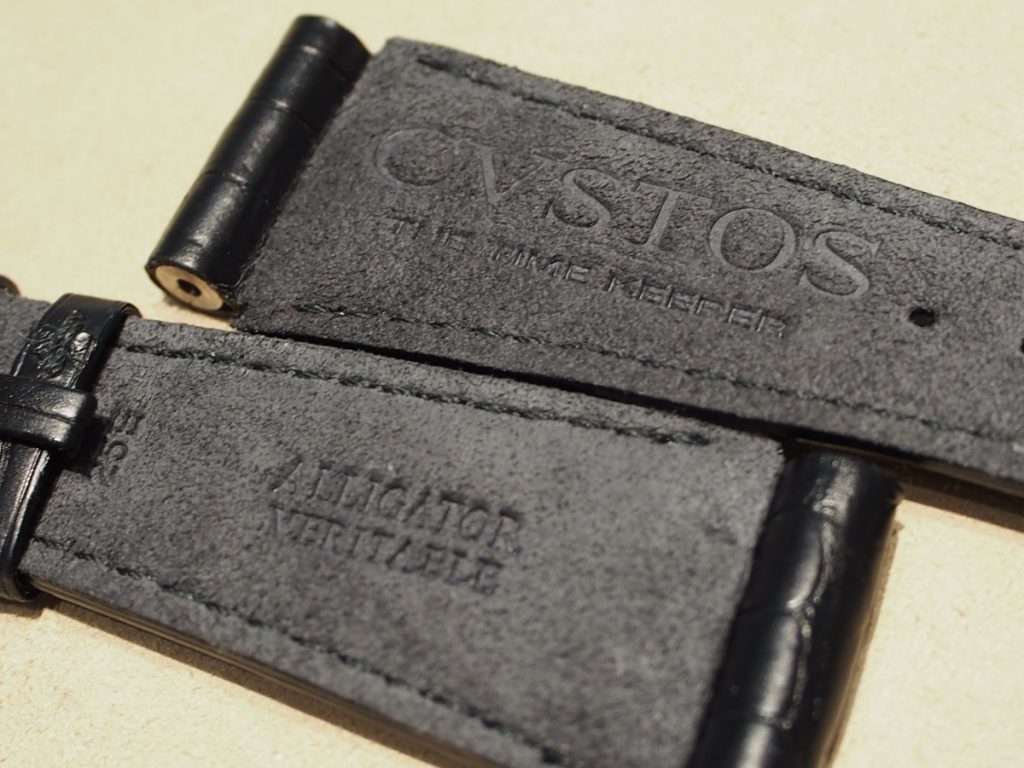 CVSTOS
THE TIME KEEPER
ALLIGATOR
VERITABLE